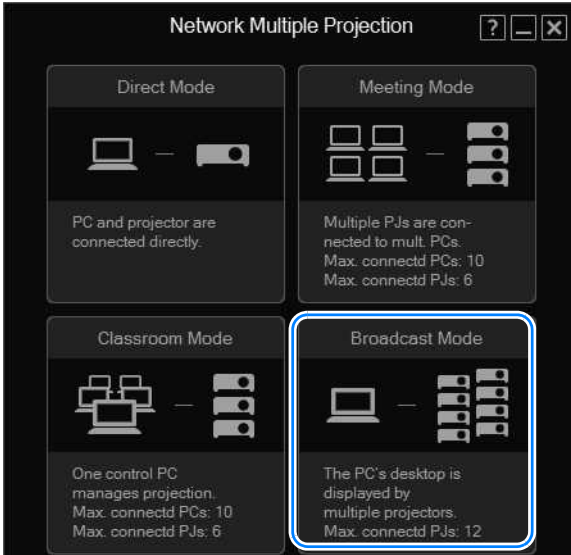 Network Multiple Projection
?
Direct Mode
PC and projector are
connected directly.
Meeting Mode
Multiple PJs are con-
nected to mult. PCs.
Max. connectd PCs: 10
Max. connectd PJs: 6
Classroom Mode
One control PC
manages projection.
Max. connectd PCs: 10
Max. connectd PJs: 6
Broadcast Mode
The PC's desktop is
displayed by
multiple projectors.
Max. connectd PJs: 12